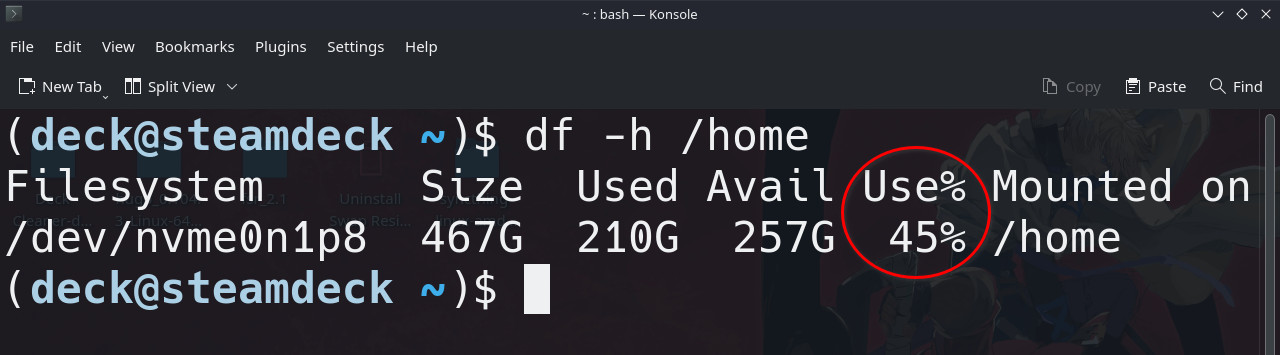 ~ : bash — Konsole
File Edit View Bookmarks Plugins Settings Help
New Tab Split View Copy Paste Find
(deck@steamdeck ~)$ df -h /home
Filesystem Size Used Avail Use% Mounted on
/dev/nvme0n1p8 467G 210G 257G 45% /home
(deck@steamdeck ~)$
Uninstall